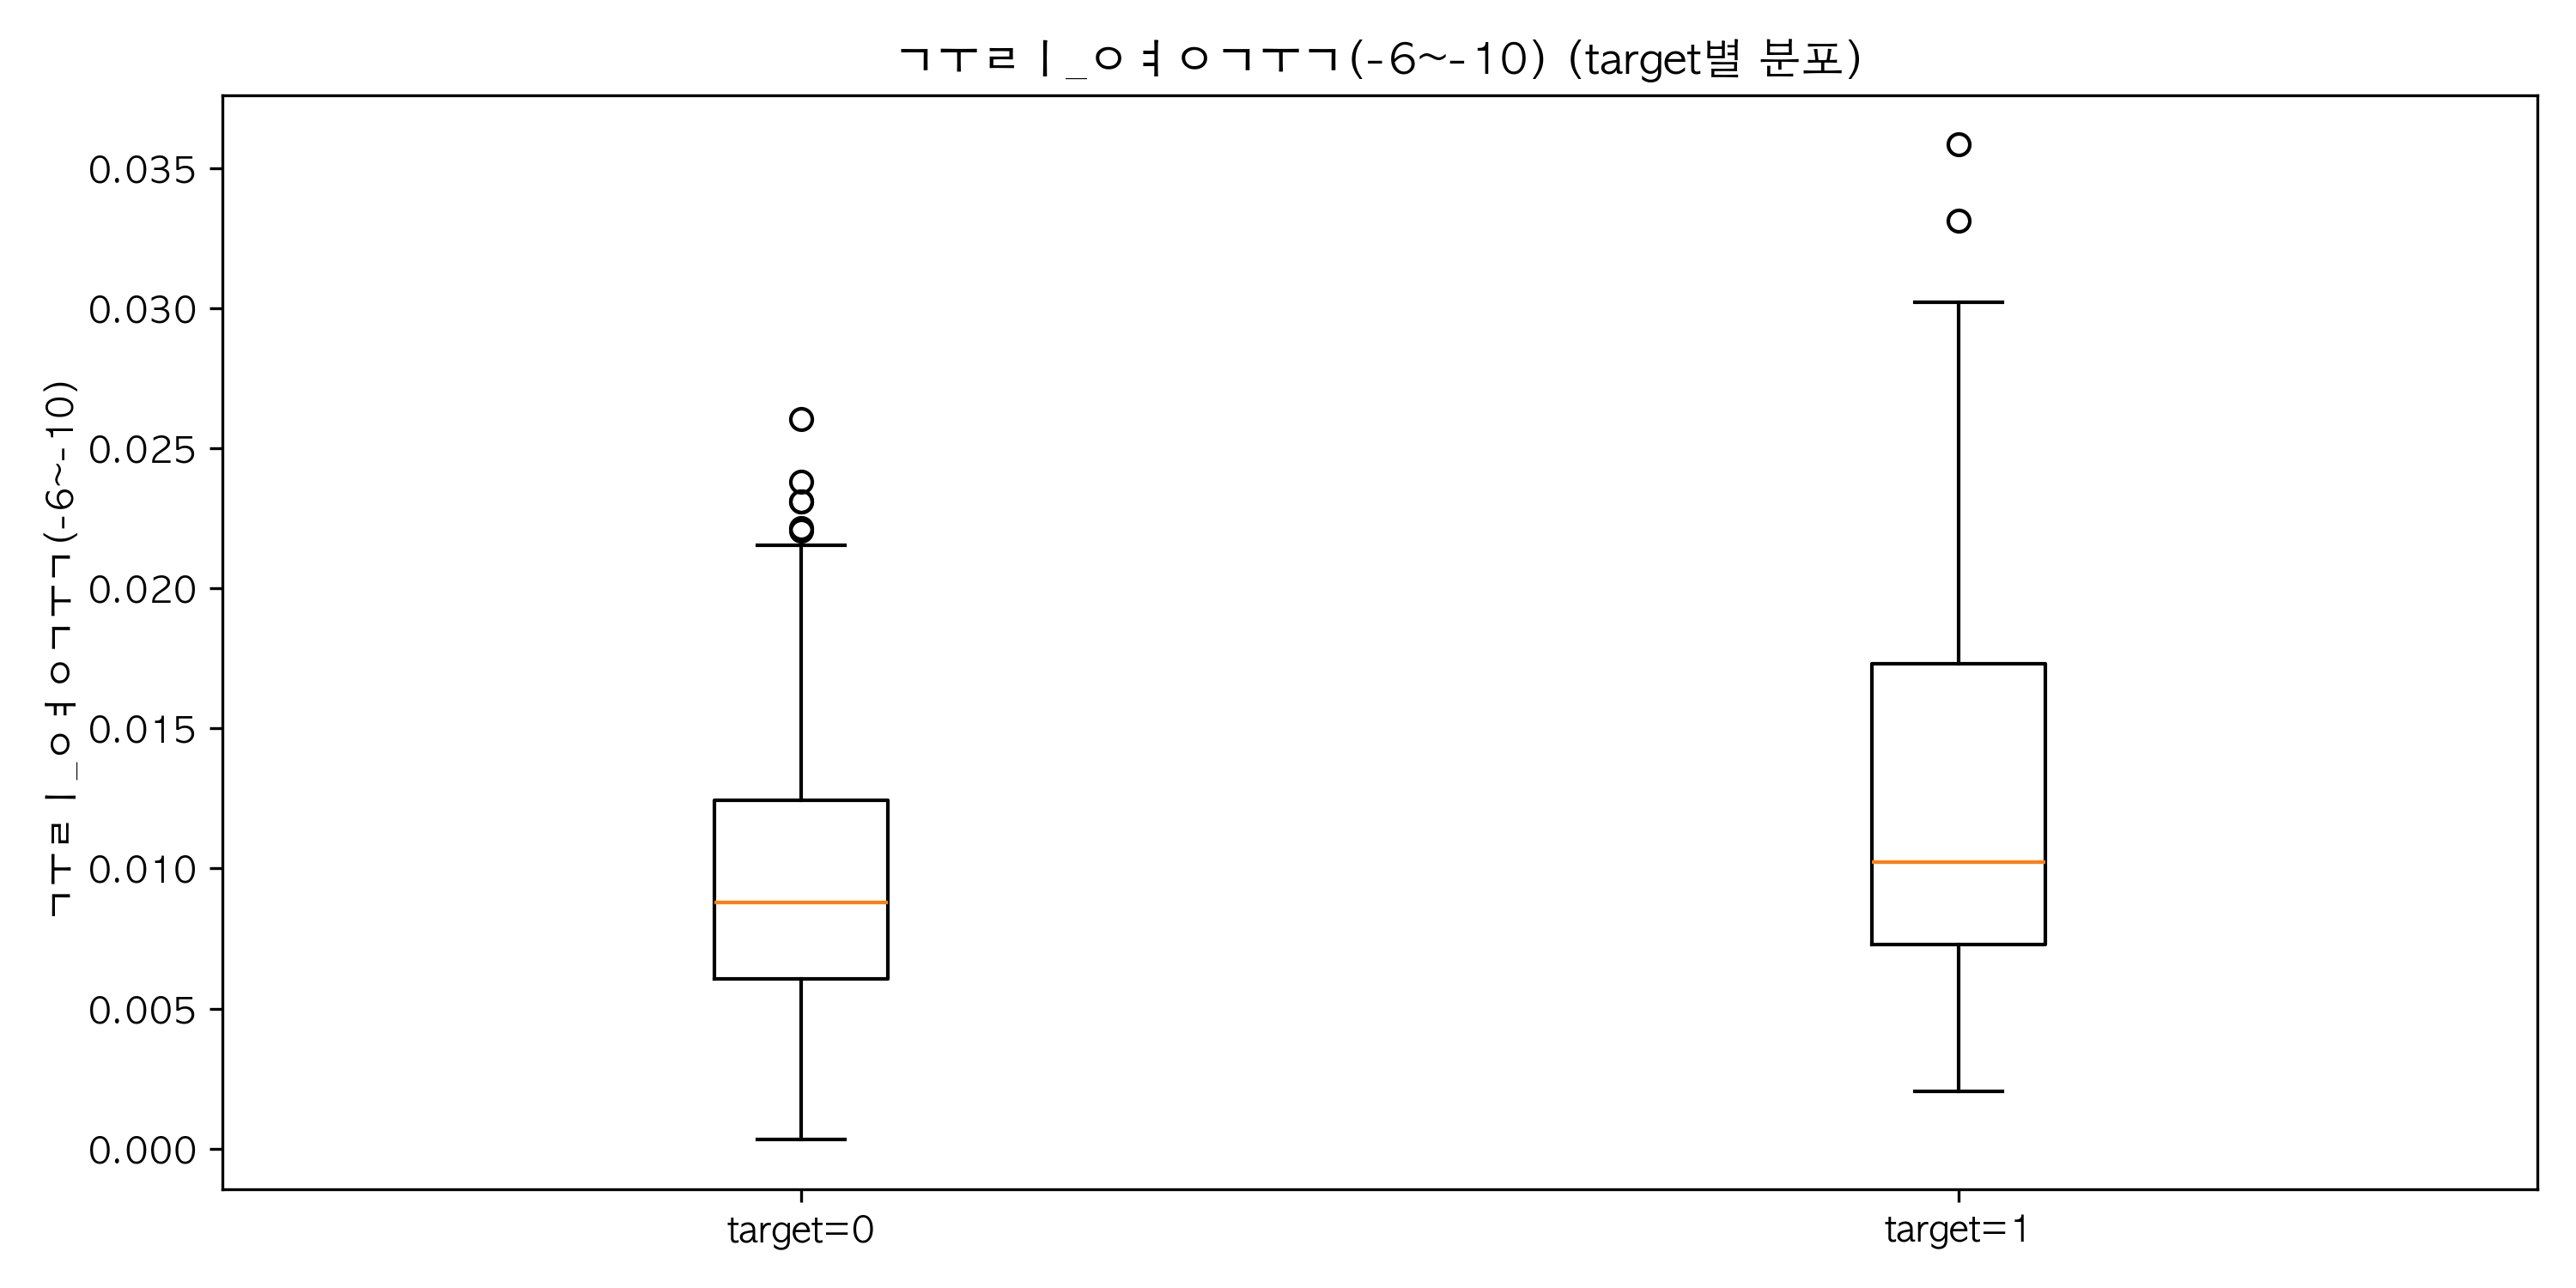 ㄱㅜㄹㅣ_ㅇㅕㅇㄱㅜㄱ(-6~-10) (target별 분포)
ㄱㅜㄹㅣ_ㅇㅕㅇㄱㅜㄱ(-6~-10)
0.035
0.030
0.025
0.020
0.015
0.010
0.005
0.000
target=0
target=1